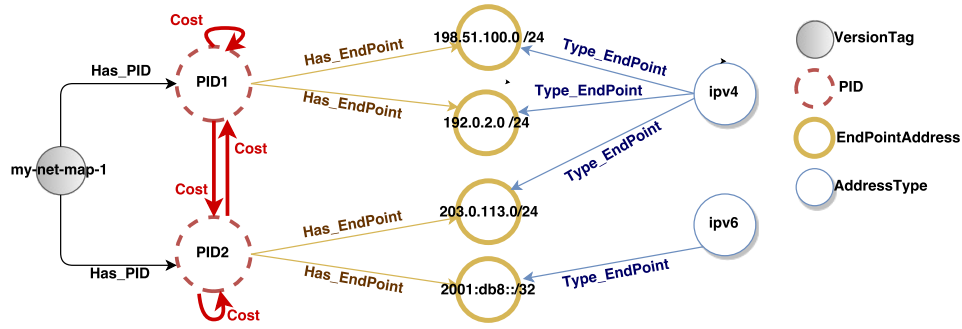 Cost
198.51.100.0 /24
VersionTag
Has_EndPoint
Type_EndPoint
Has_PID
PID1
ipv4
PID
Has_EndPoint
Type_EndPoint
192.0.2.0 /24
EndPointAddress
Cost
Type_EndPoint
my-net-map-1
Cost
AddressType
203.0.113.0/24
Has_EndPoint
ipv6
PID2
Has_PID
Has_EndPoint
Type_EndPoint
2001:db8::/32
Cost